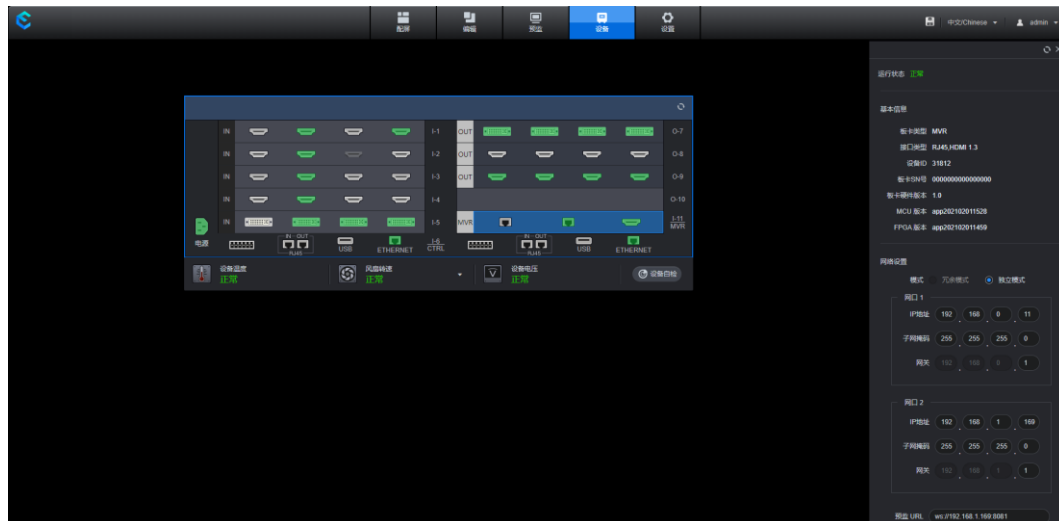 配屏 编辑 预监 设备 设置 中文/Chinese admin
运行状态 正常
IN I-1 OUT O-7
IN I-2 OUT O-8
IN I-3 OUT O-9
IN I-4 O-10
IN I-5 MVR I-11 MVR
电源 IN OUT RJ45 USB ETHERNET I-6 CTRL IN OUT RJ45 USB ETHERNET
设备温度 正常
风扇转速 正常
设备电压 正常
设备自检
基本信息
板卡类型 MVR
接口类型 RJ45,HDMI 1.3
设备ID 31812
板卡SN号 0000000000000000
板卡硬件版本 1.0
MCU 版本 app202102011528
FPGA 版本 app202102011459
网络设置
模式 冗余模式 独立模式
网口 1
IP地址 192 . 168 . 0 . 11
子网掩码 255 . 255 . 255 . 0
网关 192 . 168 . 0 . 1
网口 2
IP地址 192 . 168 . 1 . 169
子网掩码 255 . 255 . 255 . 0
网关 192 . 168 . 1 . 1
预监 URL ws://192.168.1.169:8081